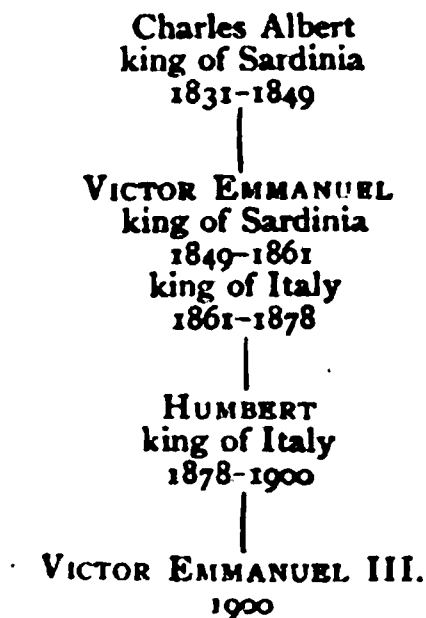 Charles Albert
king of Sardinia
1831-1849
VICTOR EMMANUEL
king of Sardinia
1849-1861
king of Italy
1861-1878
HUMBERT
king of Italy
1878-1900
VICTOR EMMANUEL III.
1900